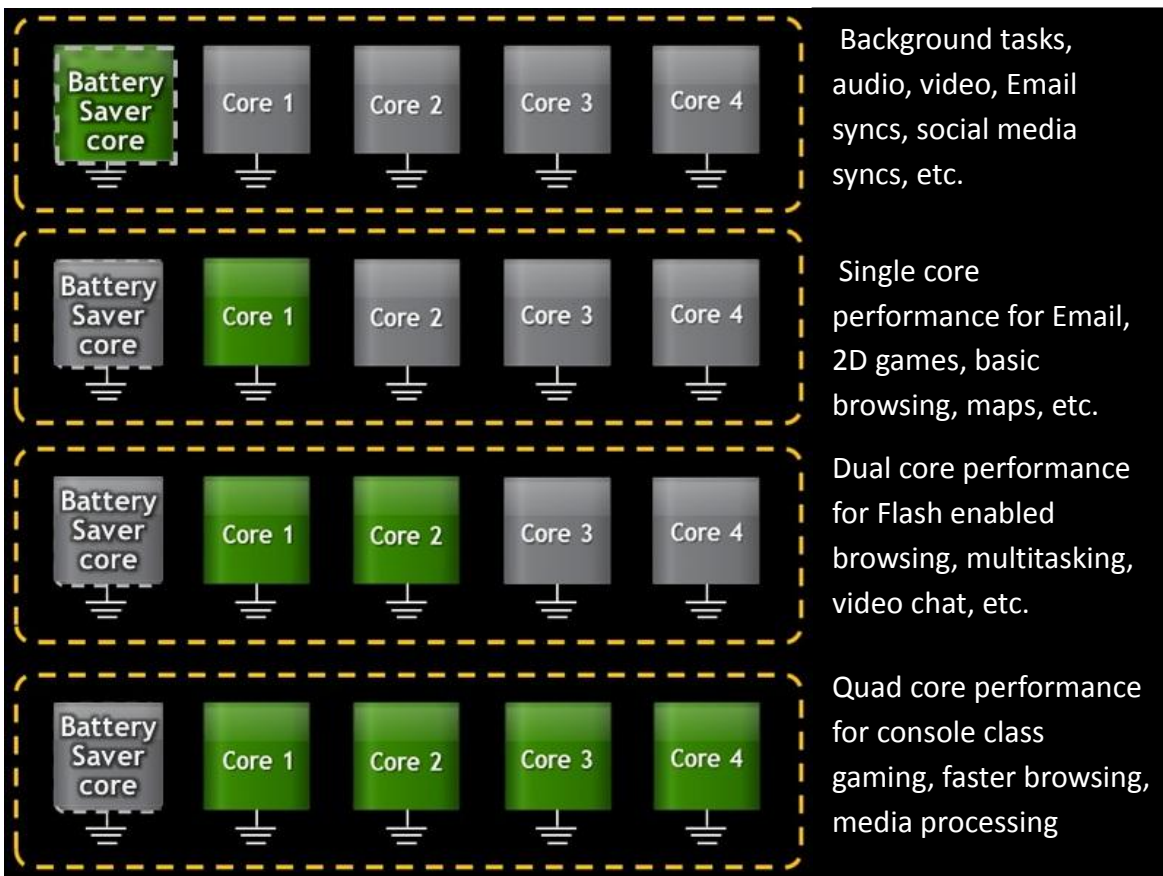 Battery
Saver
core
Core 1
Core 2
Core 3
Core 4
Background tasks,
audio, video, Email
syncs, social media
syncs, etc.
Battery
Saver
core
Core 1
Core 2
Core 3
Core 4
Single core
performance for Email,
2D games, basic
browsing, maps, etc.
Battery
Saver
core
Core 1
Core 2
Core 3
Core 4
Dual core performance
for Flash enabled
browsing, multitasking,
video chat, etc.
Battery
Saver
core
Core 1
Core 2
Core 3
Core 4
Quad core performance
for console class
gaming, faster browsing,
media processing